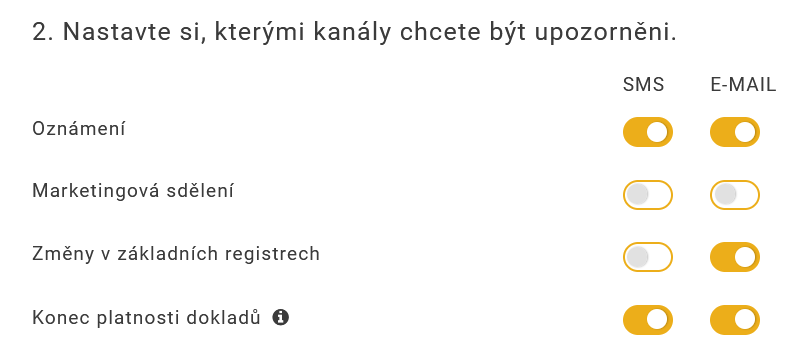 2. Nastavte si, kterými kanály chcete být upozorněni.
SMS E-MAIL
Oznámení
Marketingová sdělení
Změny v základních registrech
Konec platnosti dokladů